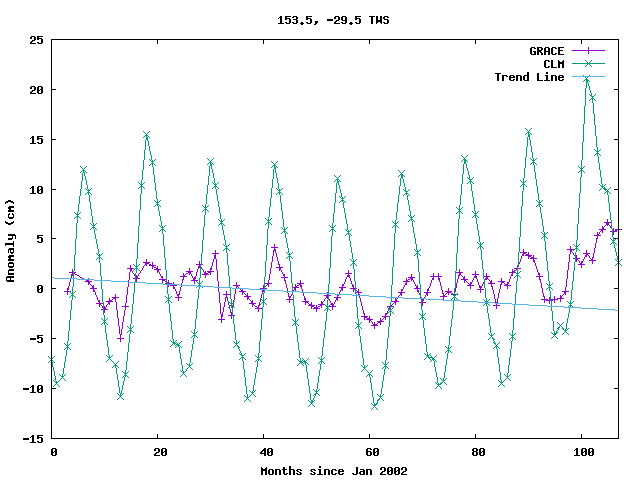 153.5, -29.5 TWS
GRACE
CLM
Trend Line
25
20
15
10
5
0
-5
-10
-15
Anomaly (cm)
0 20 40 60 80 100
Months since Jan 2002